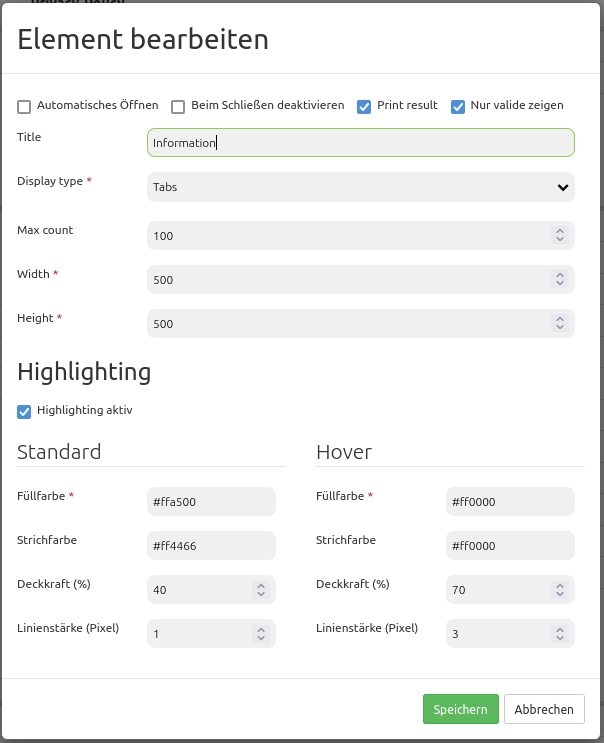 Privacy Policy
Element bearbeiten
Automatisches Öffnen Beim Schließen deaktivieren Print result Nur valide zeigen
Title Information
Display type * Tabs
Max count 100
Width * 500
Height * 500
Highlighting
Highlighting aktiv
Standard Hover
Füllfarbe * #ffa500 Füllfarbe * #ff0000
Strichfarbe #ff4466 Strichfarbe #ff0000
Deckkraft (%) 40 Deckkraft (%) 70
Linienstärke (Pixel) 1 Linienstärke (Pixel) 3
Speichern Abbrechen